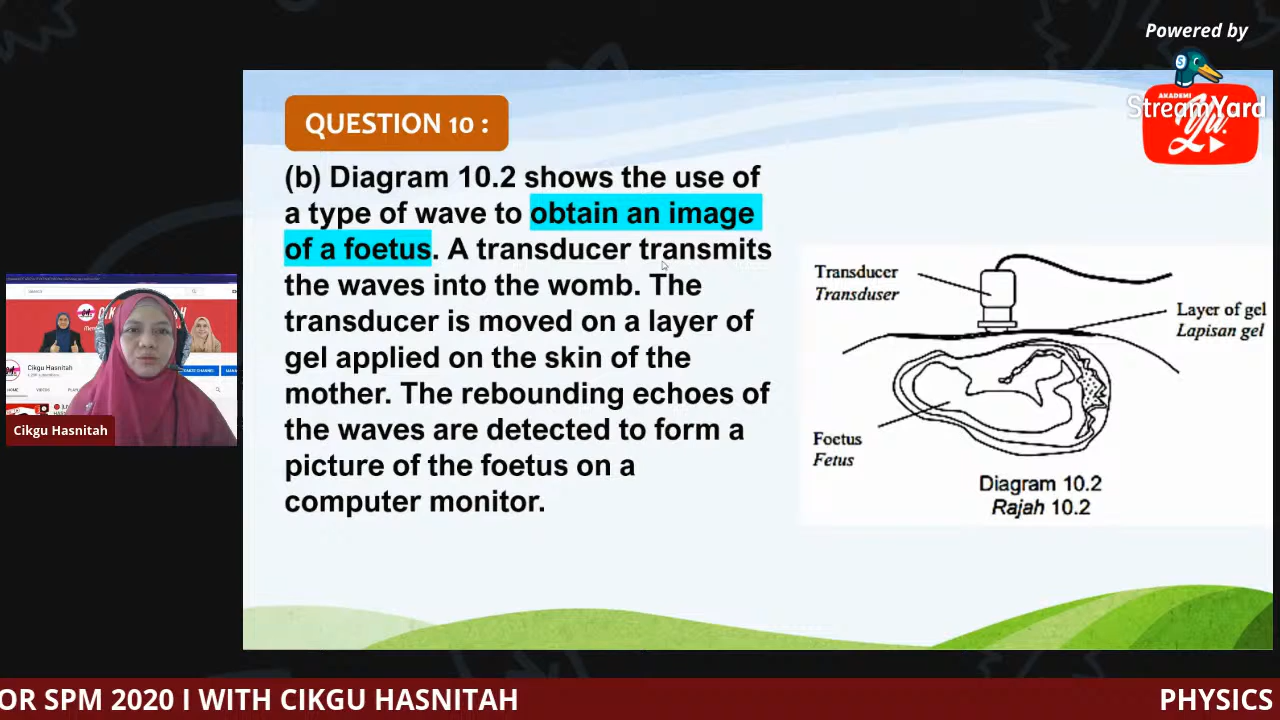 Powered by
StreamYard
AKADEMI
QUESTION 10 :
(b) Diagram 10.2 shows the use of
a type of wave to obtain an image
of a foetus. A transducer transmits
the waves into the womb. The
transducer is moved on a layer of
gel applied on the skin of the
mother. The rebounding echoes of
the waves are detected to form a
picture of the foetus on a
computer monitor.
Transducer
Transduser
Layer of gel
Lapisan gel
Foetus
Fetus
Diagram 10.2
Rajah 10.2
Cikgu Hasnitah
Cikgu Hasnitah
OR SPM 2020 I WITH CIKGU HASNITAH
PHYSICS